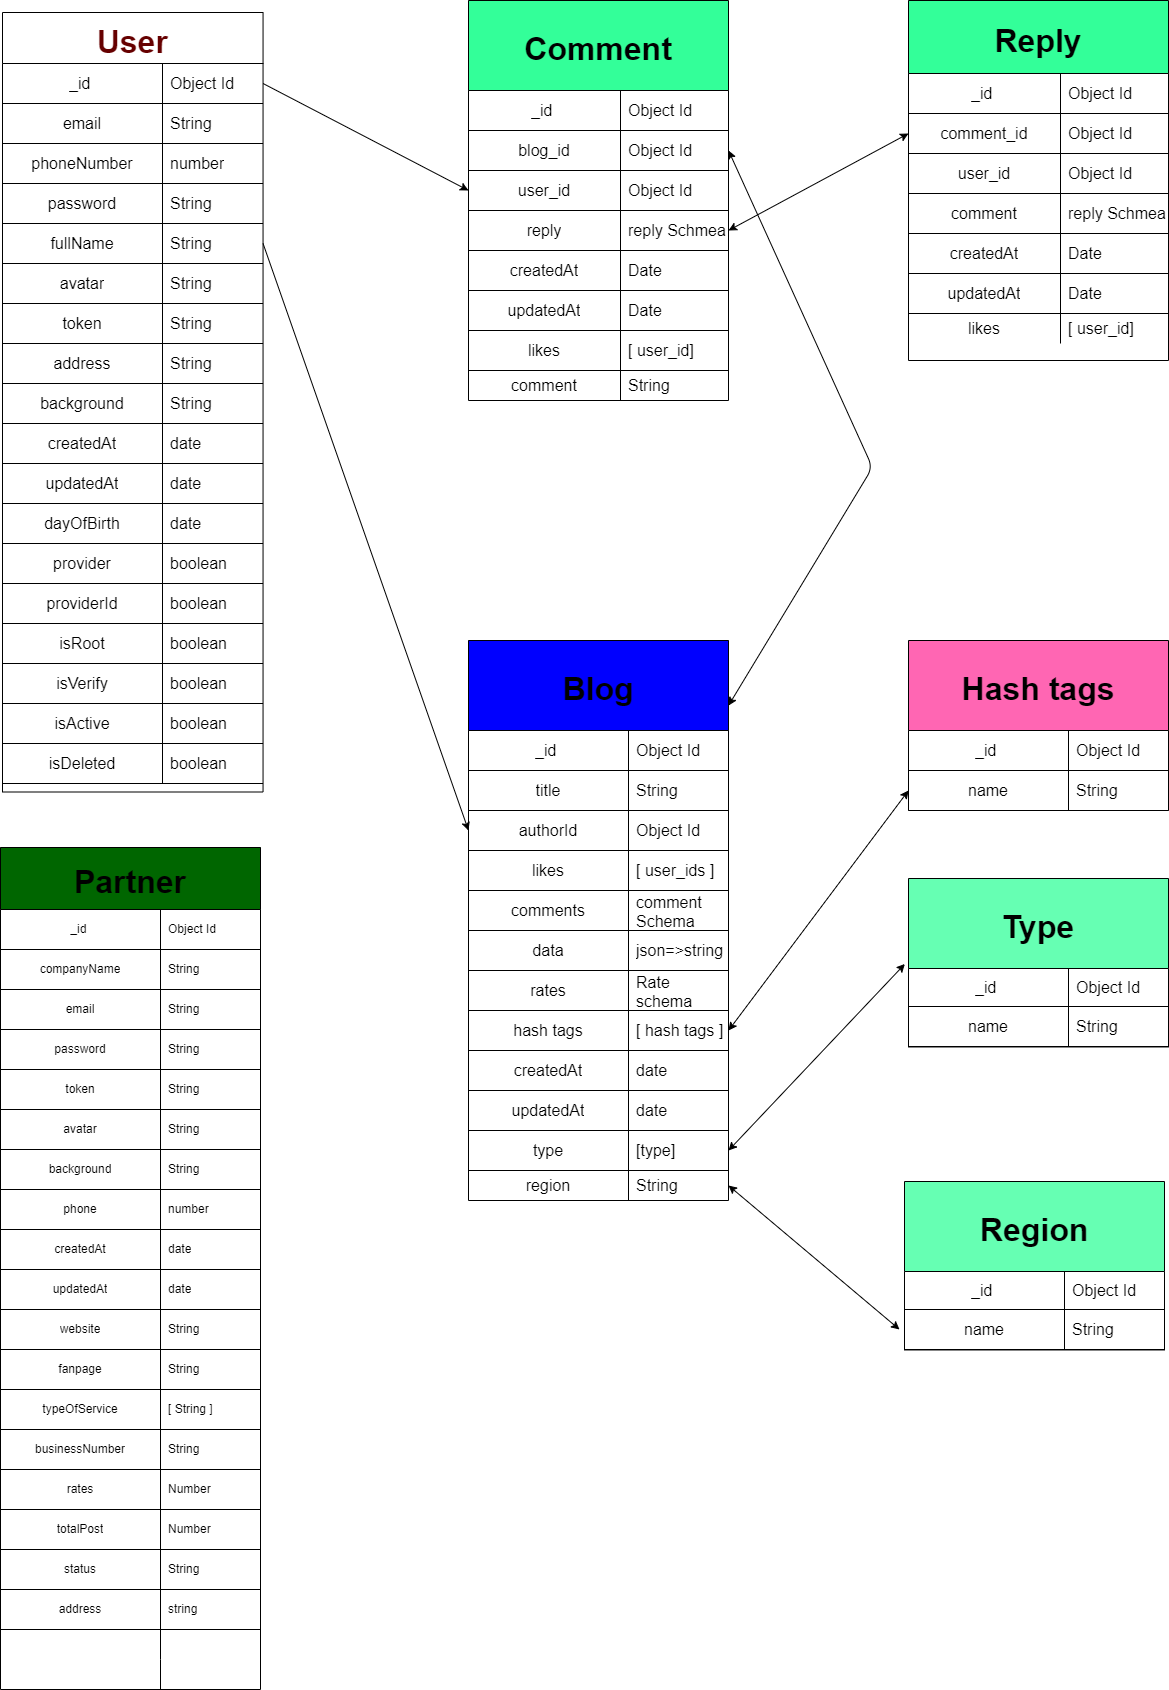 User
_id Object Id
email String
phoneNumber number
password String
fullName String
avatar String
token String
address String
background String
createdAt date
updatedAt date
dayOfBirth date
provider boolean
providerId boolean
isRoot boolean
isVerify boolean
isActive boolean
isDeleted boolean
Comment
_id Object Id
blog_id Object Id
user_id Object Id
reply reply Schmea
createdAt Date
updatedAt Date
likes [ user_id]
comment String
Reply
_id Object Id
comment_id Object Id
user_id Object Id
comment reply Schmea
createdAt Date
updatedAt Date
likes [ user_id]
Blog
_id Object Id
title String
authorId Object Id
likes [ user_ids ]
comments comment
Schema
data json=>string
rates Rate
schema
hash tags [ hash tags ]
createdAt date
updatedAt date
type [type]
region String
Hash tags
_id Object Id
name String
Type
_id Object Id
name String
Region
_id Object Id
name String
Partner
_id Object Id
companyName String
email String
password String
token String
avatar String
background String
phone number
createdAt date
updatedAt date
website String
fanpage String
typeOfService [ String ]
businessNumber String
rates Number
totalPost Number
status String
address string